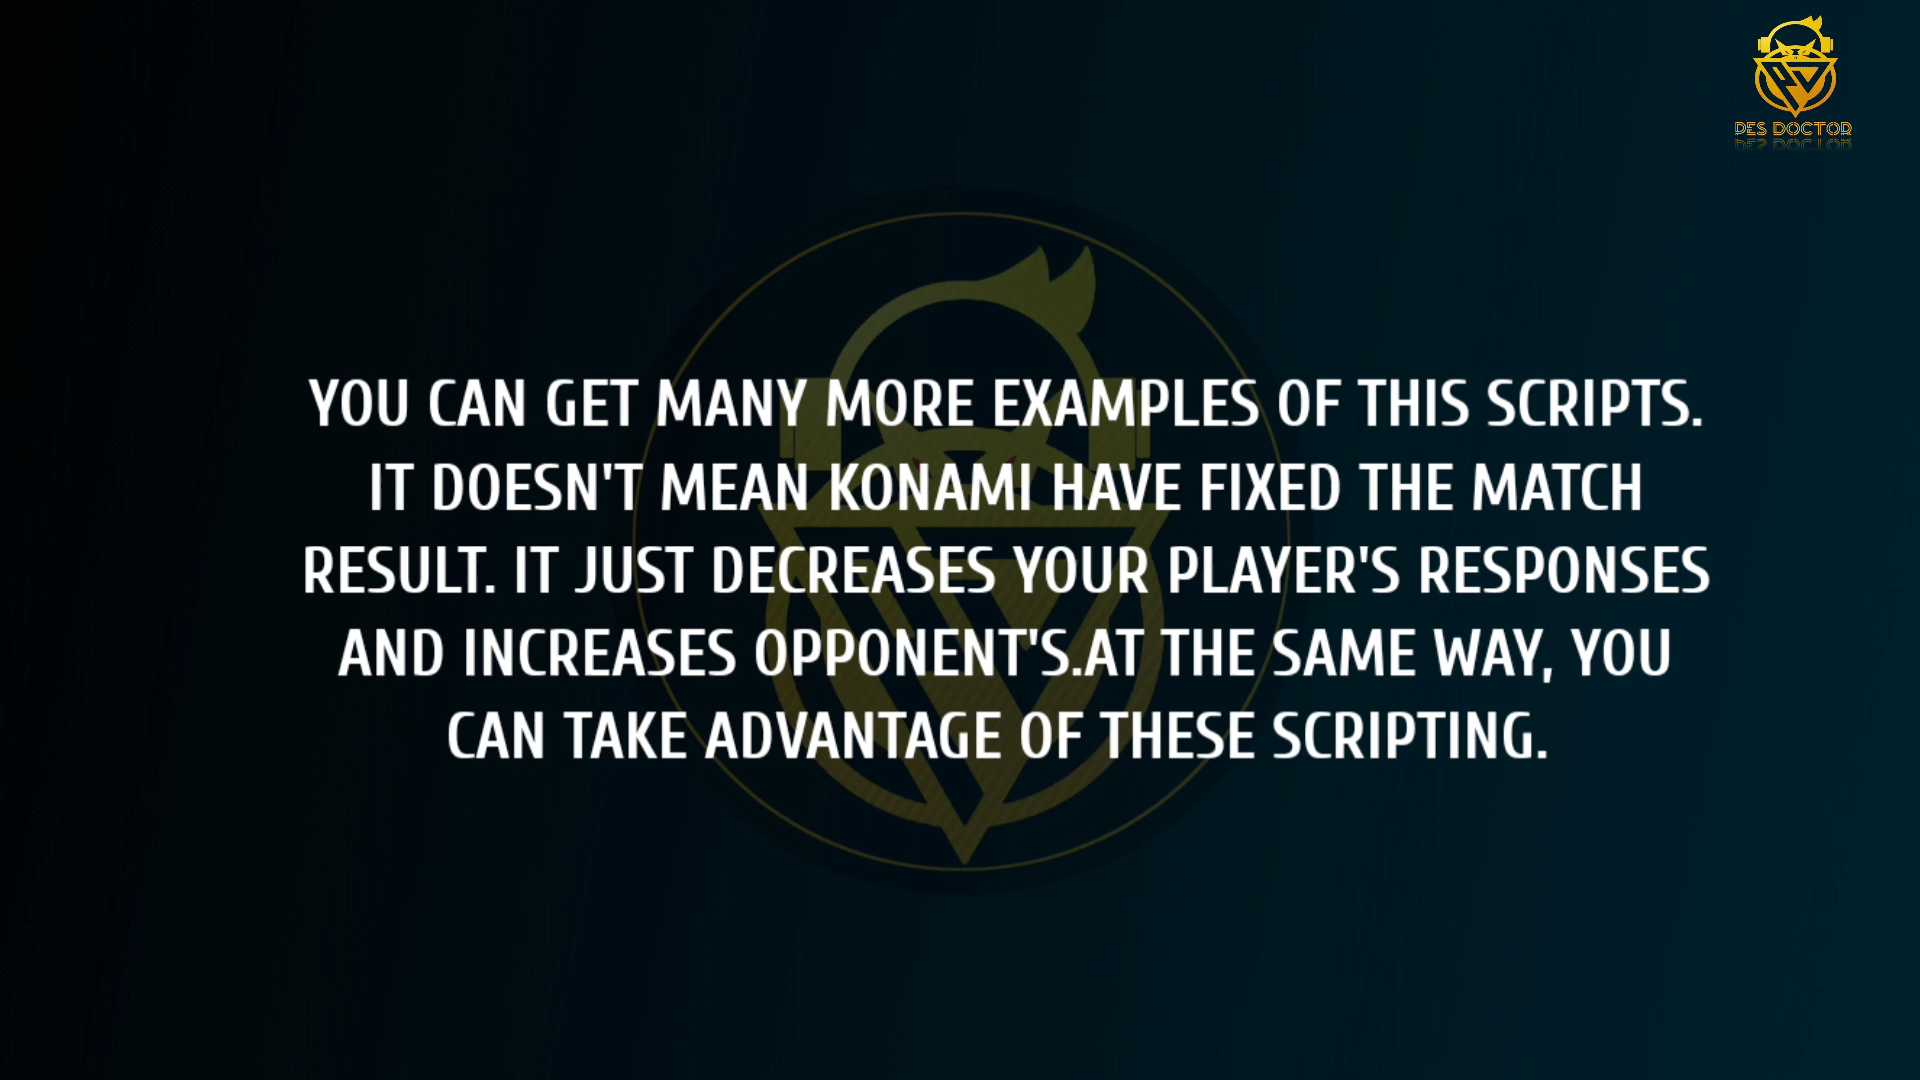 PES DOCTOR
YOU CAN GET MANY MORE EXAMPLES OF THIS SCRIPTS.
IT DOESN'T MEAN KONAMI HAVE FIXED THE MATCH
RESULT. IT JUST DECREASES YOUR PLAYER'S RESPONSES
AND INCREASES OPPONENT'S.AT THE SAME WAY, YOU
CAN TAKE ADVANTAGE OF THESE SCRIPTING.